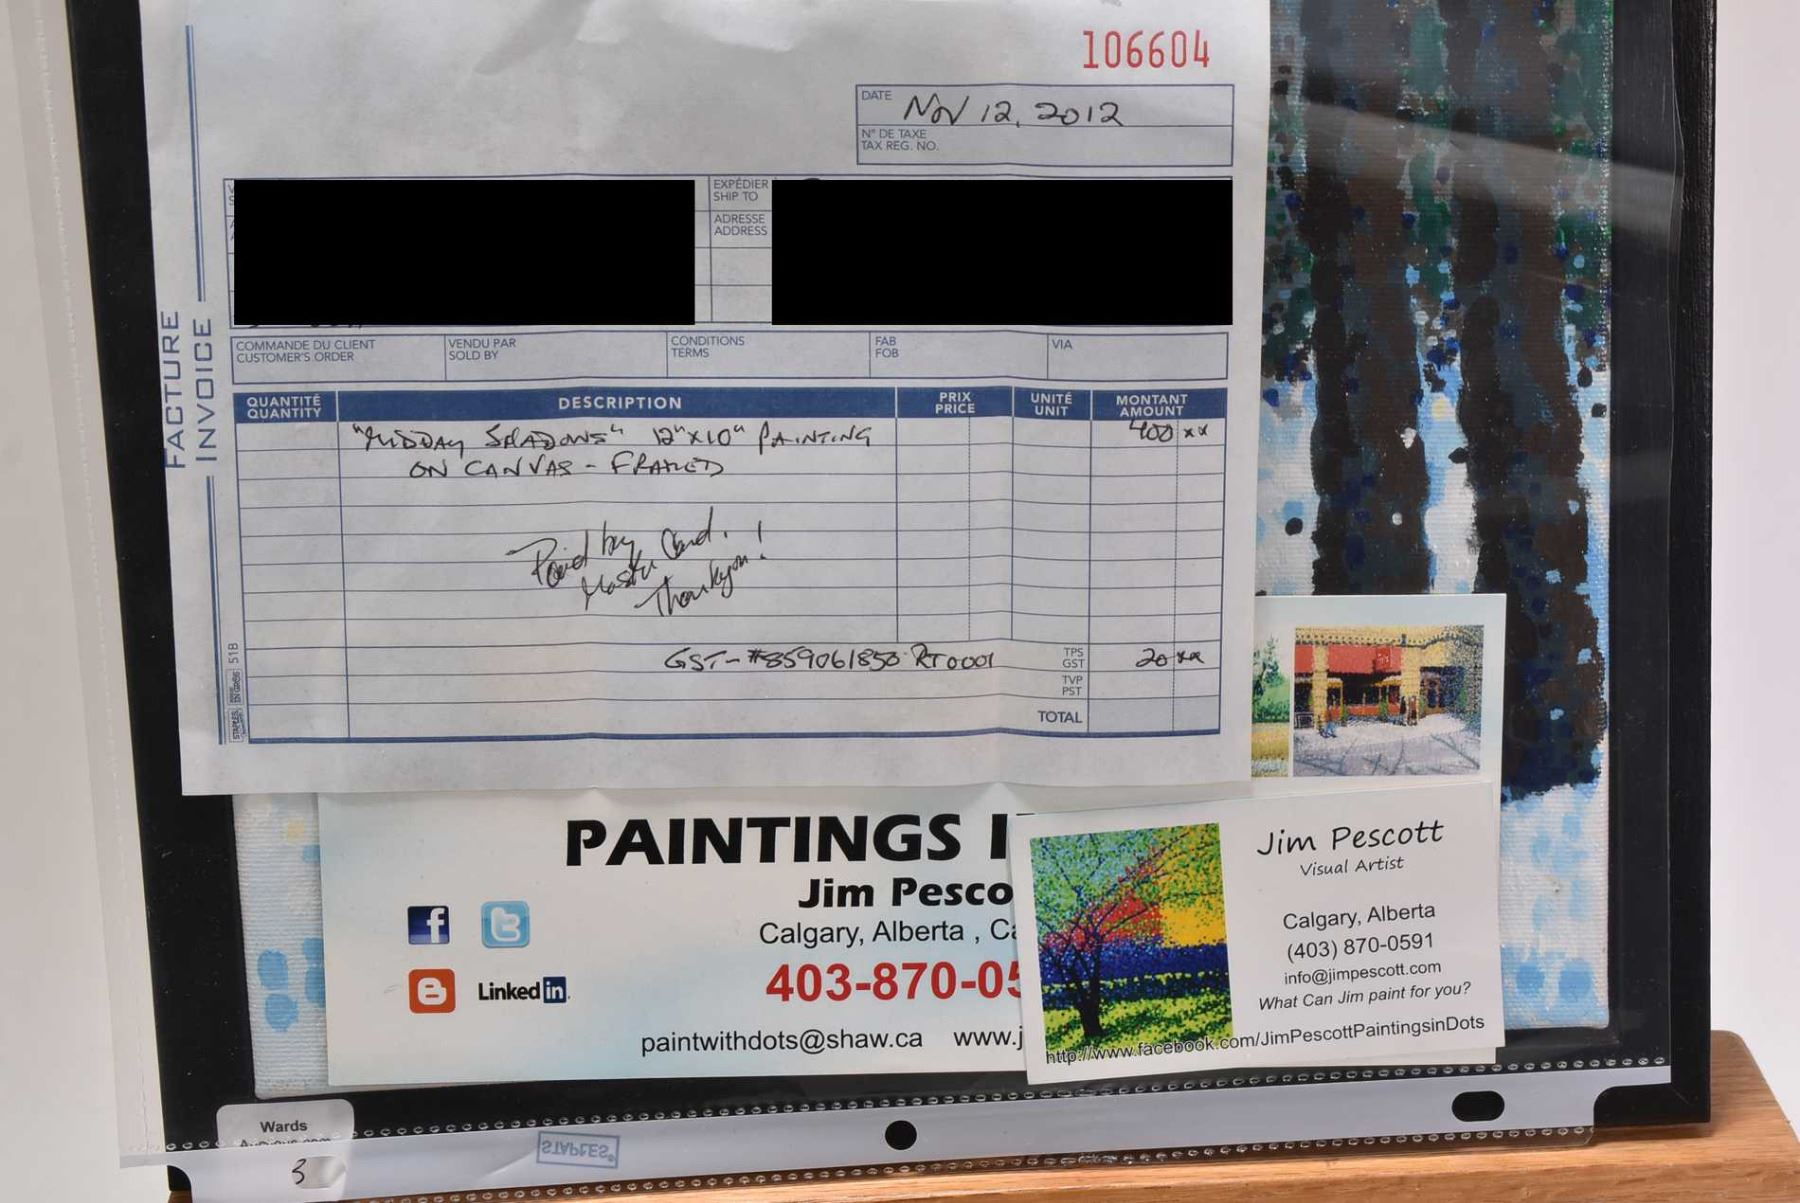 106604
DATE Nov 12, 2012
N° DE TAXE
TAX REG. NO.
EXPÉDIER
SHIP TO
ADRESSE
ADDRESS
FACTURE
INVOICE
COMMANDE DU CLIENT
CUSTOMER'S ORDER
VENDU PAR
SOLD BY
CONDITIONS
TERMS
FAB
FOB
VIA
QUANTITÉ
QUANTITY
DESCRIPTION
PRIX
PRICE
UNITÉ
UNIT
MONTANT
AMOUNT
"MIDDAY SHADOWS" 12"x10" PAINTING 400 xx
ON CANVAS - FRAMED
Paid by
Master Card.
Thank you!
GST - #859061853 RT0001
TPS
GST
20 xx
TVP
PST
TOTAL
STAPLES 51B
PAINTINGS
Jim Pesco
Calgary, Alberta , Ca
403-870-05
Linked in
paintwithdots@shaw.ca www.j
Jim Pescott
Visual Artist
Calgary, Alberta
(403) 870-0591
info@jimpescott.com
What Can Jim paint for you?
http://www.facebook.com/JimPescottPaintingsinDots
Wards
3
STAPLES